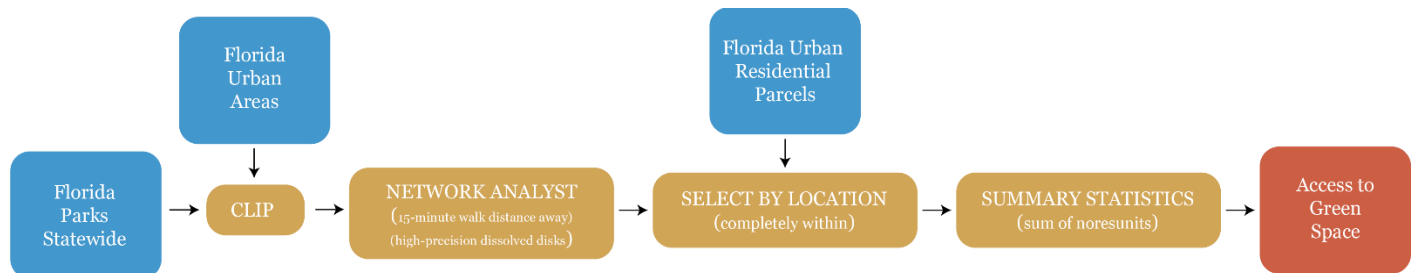 Florida
Urban
Areas
Florida Urban
Residential
Parcels
Florida
Parks
Statewide
CLIP
NETWORK ANALYST
(15-minute walk distance away)
(high-precision dissolved disks)
SELECT BY LOCATION
(completely within)
SUMMARY STATISTICS
(sum of noresunits)
Access to
Green
Space